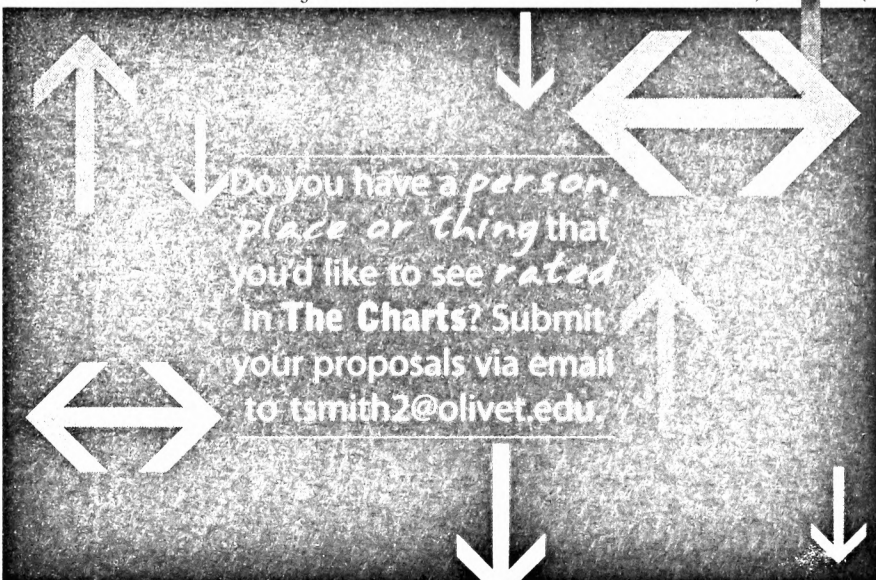 Do you have a person,
place or thing that
you'd like to see rated
in The Charts? Submit
your proposals via email
to tsmith2@olivet.edu.